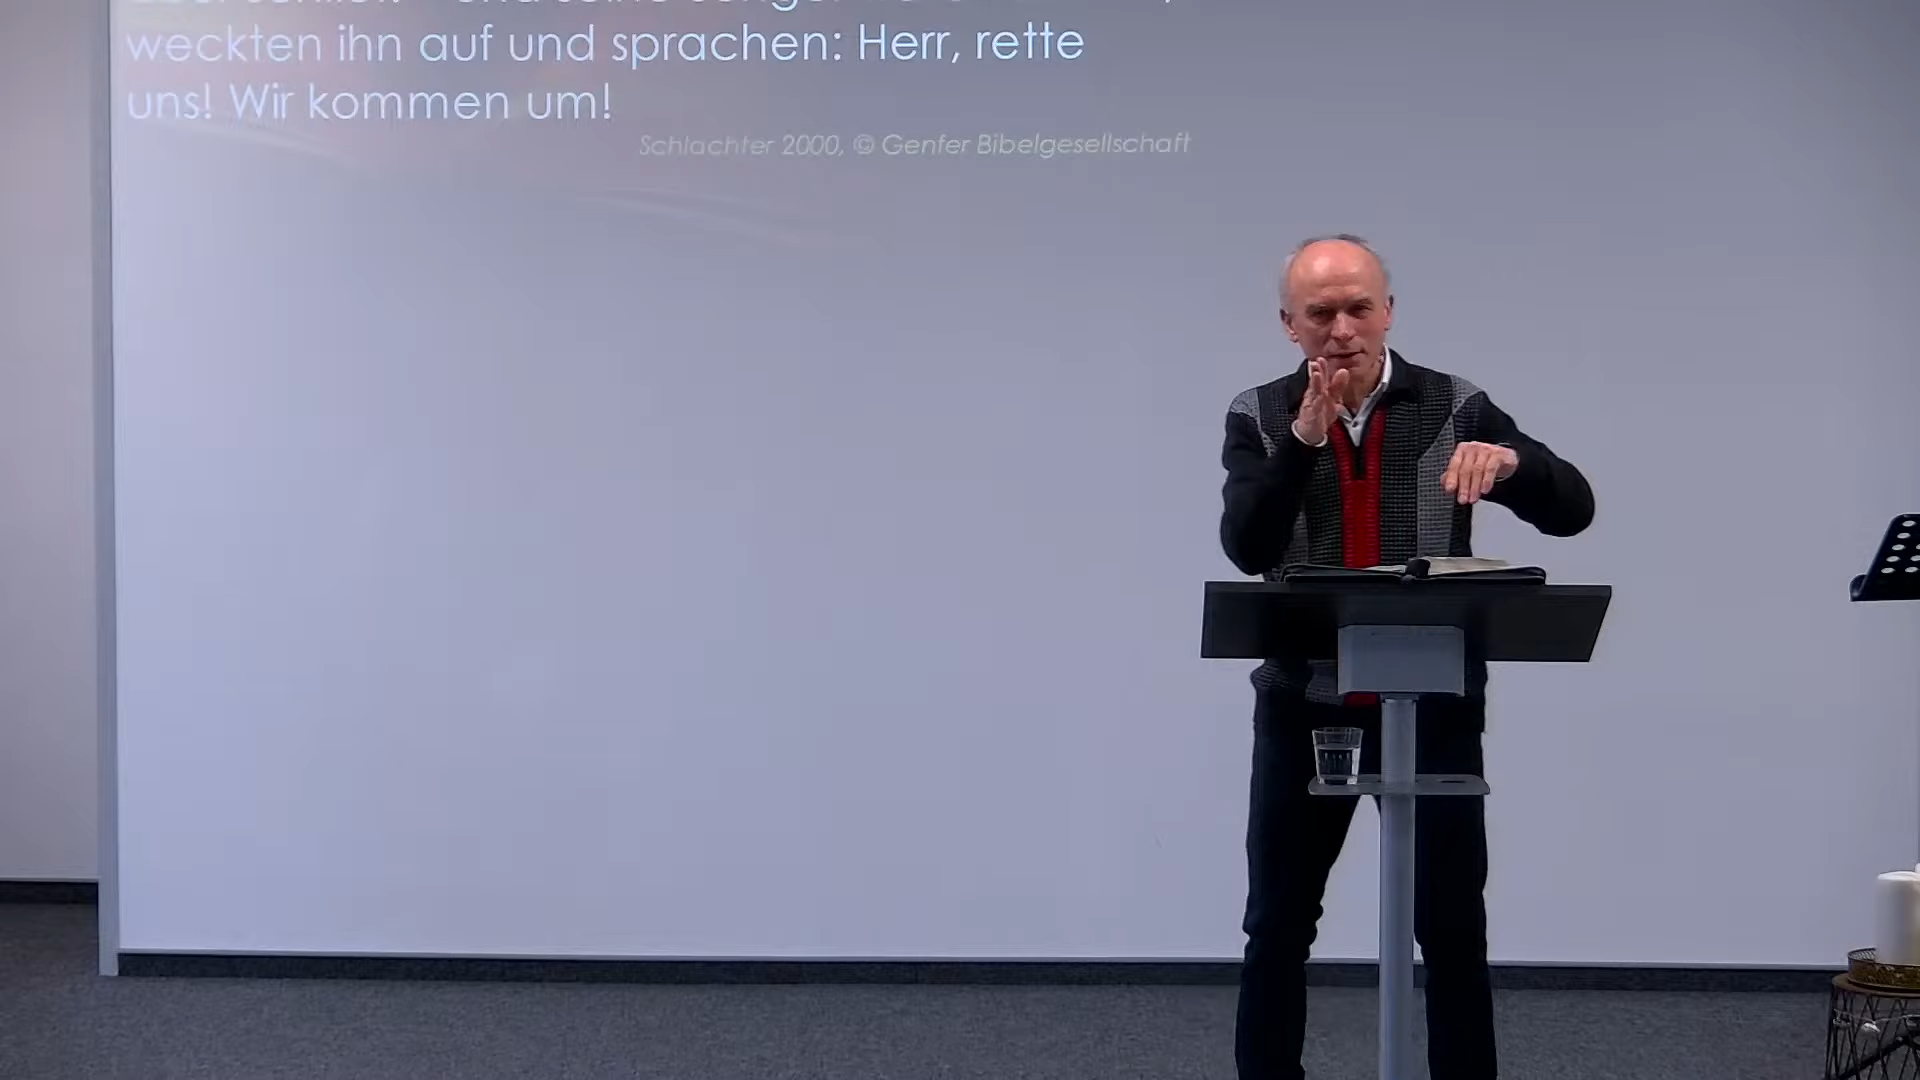 weckten ihn auf und sprachen: Herr, rette
uns! Wir kommen um!
Schlachter 2000, © Genfer Bibelgesellschaft